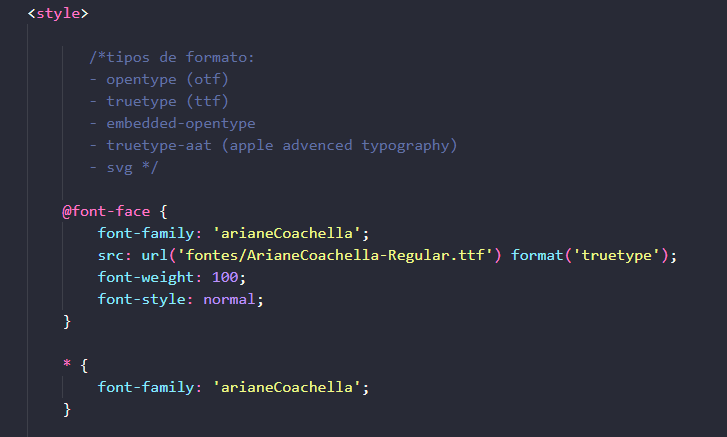 <style>
/*tipos de formato:
- opentype (otf)
- truetype (ttf)
- embedded-opentype
- truetype-aat (apple advenced typography)
- svg */
@font-face {
font-family: 'arianeCoachella';
src: url('fontes/ArianeCoachella-Regular.ttf') format('truetype');
font-weight: 100;
font-style: normal;
}
* {
font-family: 'arianeCoachella';
}